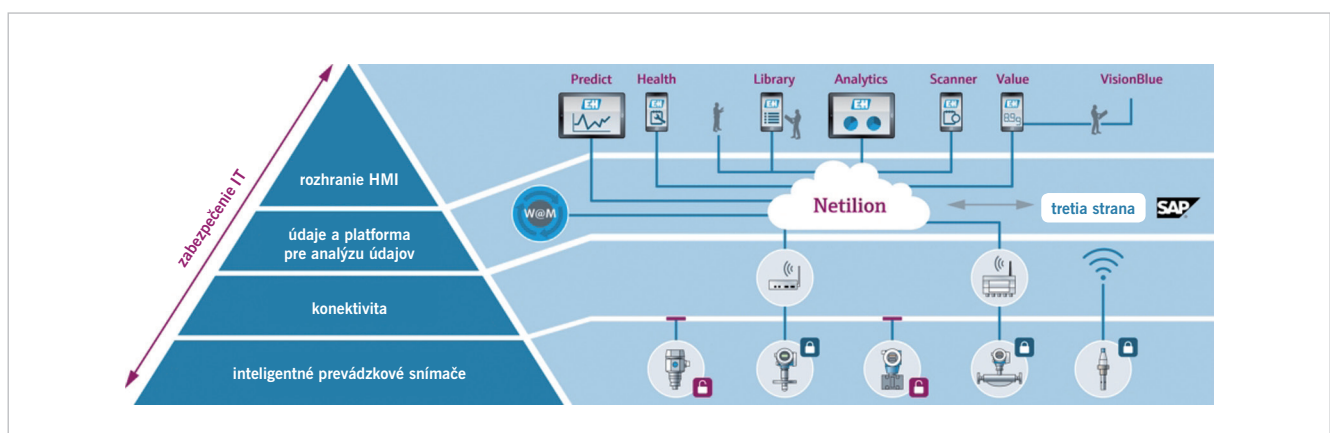 zabezpečenie IT
rozhranie HMI
údaje a platforma
pre analýzu údajov
konektivita
inteligentné prevádzkové snímače
Predict
Health
Library
Analytics
Scanner
Value
VisionBlue
E+H
E+H
E+H
E+H
E+H
E+H
89g
W@M
Netilion
tretia strana
SAP